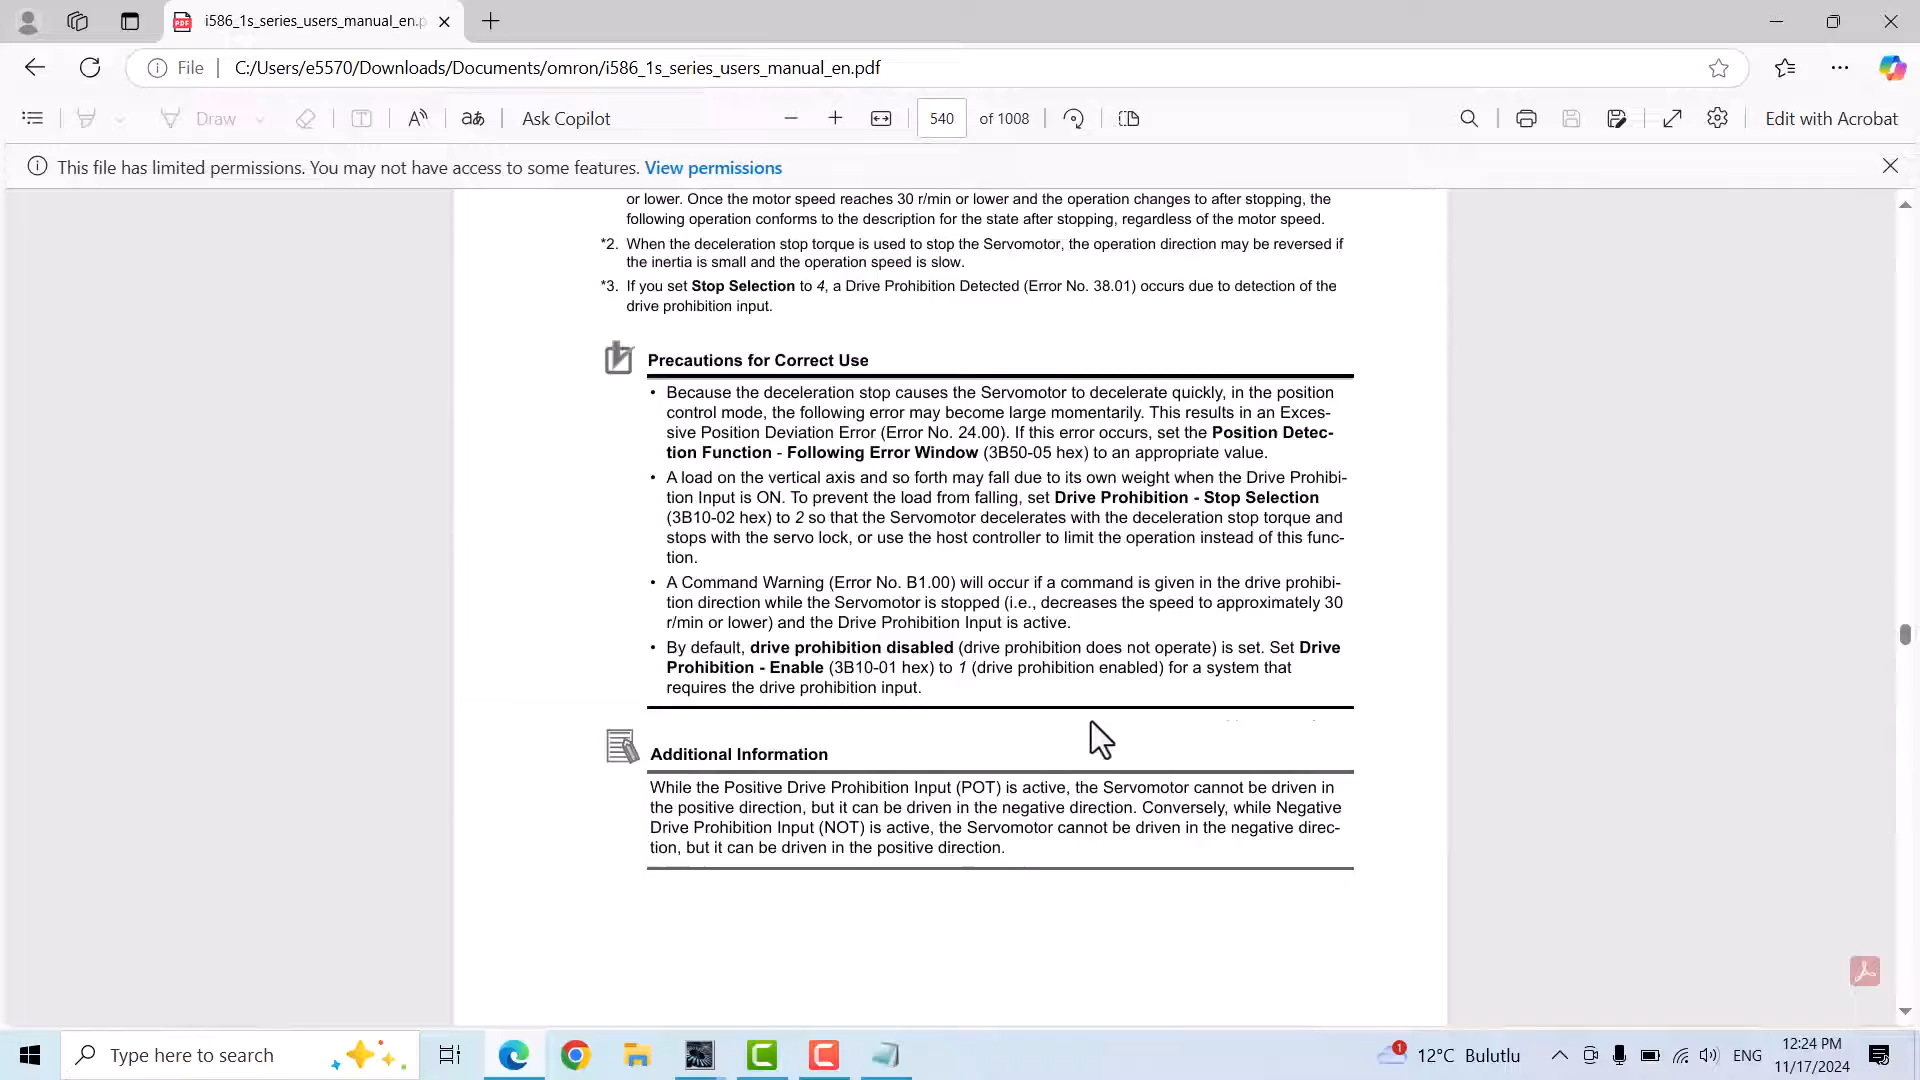 i586_1s_series_users_manual_en.p
File
C:/Users/e5570/Downloads/Documents/omron/i586_1s_series_users_manual_en.pdf
Draw
Ask Copilot
540 of 1008
Edit with Acrobat
This file has limited permissions. You may not have access to some features. View permissions
or lower. Once the motor speed reaches 30 r/min or lower and the operation changes to after stopping, the
following operation conforms to the description for the state after stopping, regardless of the motor speed.
*2. When the deceleration stop torque is used to stop the Servomotor, the operation direction may be reversed if
the inertia is small and the operation speed is slow.
*3. If you set Stop Selection to 4, a Drive Prohibition Detected (Error No. 38.01) occurs due to detection of the
drive prohibition input.
Precautions for Correct Use
• Because the deceleration stop causes the Servomotor to decelerate quickly, in the position
control mode, the following error may become large momentarily. This results in an Exces-
sive Position Deviation Error (Error No. 24.00). If this error occurs, set the Position Detec-
tion Function - Following Error Window (3B50-05 hex) to an appropriate value.
• A load on the vertical axis and so forth may fall due to its own weight when the Drive Prohibi-
tion Input is ON. To prevent the load from falling, set Drive Prohibition - Stop Selection
(3B10-02 hex) to 2 so that the Servomotor decelerates with the deceleration stop torque and
stops with the servo lock, or use the host controller to limit the operation instead of this func-
tion.
• A Command Warning (Error No. B1.00) will occur if a command is given in the drive prohibi-
tion direction while the Servomotor is stopped (i.e., decreases the speed to approximately 30
r/min or lower) and the Drive Prohibition Input is active.
• By default, drive prohibition disabled (drive prohibition does not operate) is set. Set Drive
Prohibition - Enable (3B10-01 hex) to 1 (drive prohibition enabled) for a system that
requires the drive prohibition input.
Additional Information
While the Positive Drive Prohibition Input (POT) is active, the Servomotor cannot be driven in
the positive direction, but it can be driven in the negative direction. Conversely, while Negative
Drive Prohibition Input (NOT) is active, the Servomotor cannot be driven in the negative direc-
tion, but it can be driven in the positive direction.
Type here to search
1
12°C Bulutlu
ENG
12:24 PM
11/17/2024